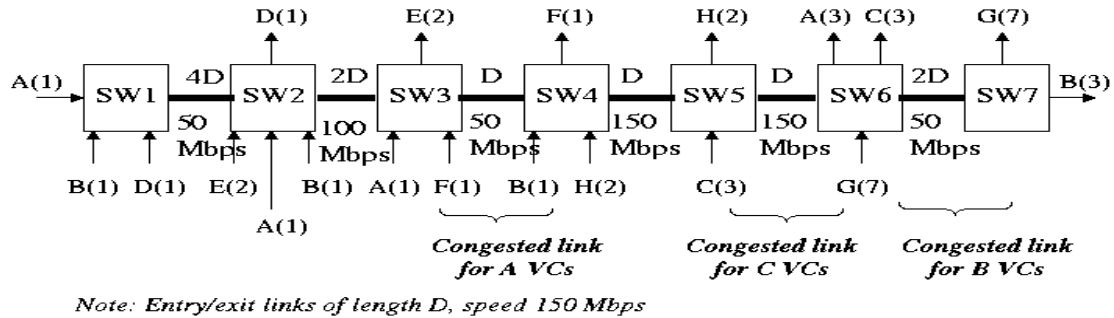 D(1) E(2) F(1) H(2) A(3) C(3) G(7)
A(1) SW1 4D SW2 2D SW3 D SW4 D SW5 D SW6 2D SW7 B(3)
50 Mbps 100 Mbps 50 Mbps 150 Mbps 150 Mbps 50 Mbps
B(1) D(1) E(2) B(1) A(1) F(1) B(1) H(2) C(3) G(7)
A(1)
Congested link for A VCs
Congested link for C VCs
Congested link for B VCs
Note: Entry/exit links of length D, speed 150 Mbps